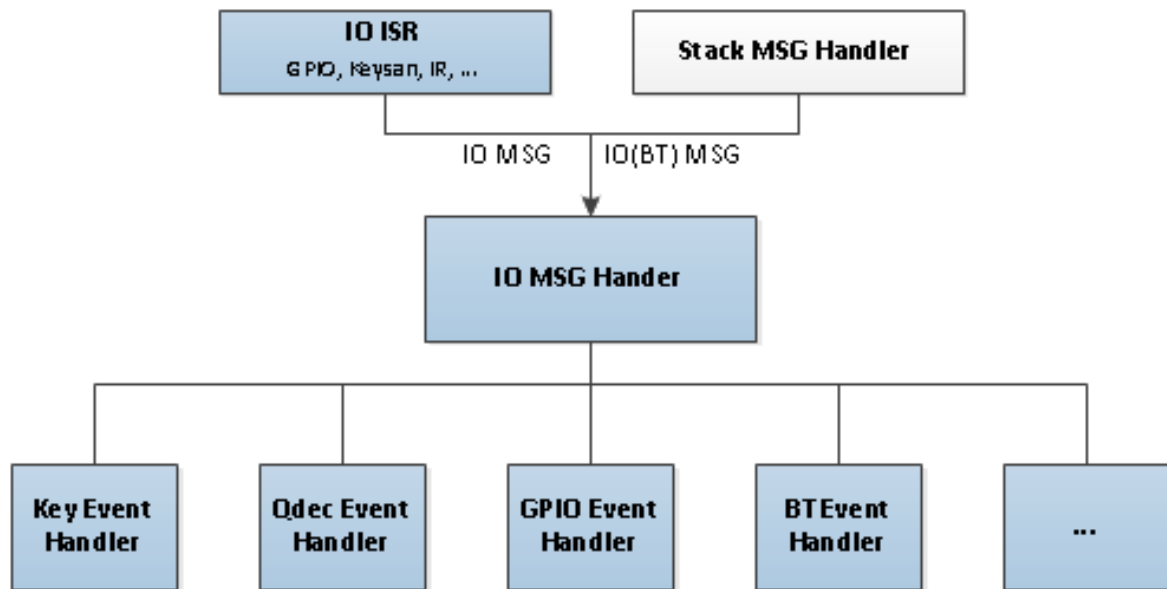 IO ISR
GPIO, Keysan, IR, ...
Stack MSG Handler
IO MSG
IO(BT) MSG
IO MSG Hander
Key Event
Handler
Qdec Event
Handler
GPIO Event
Handler
BT Event
Handler
...